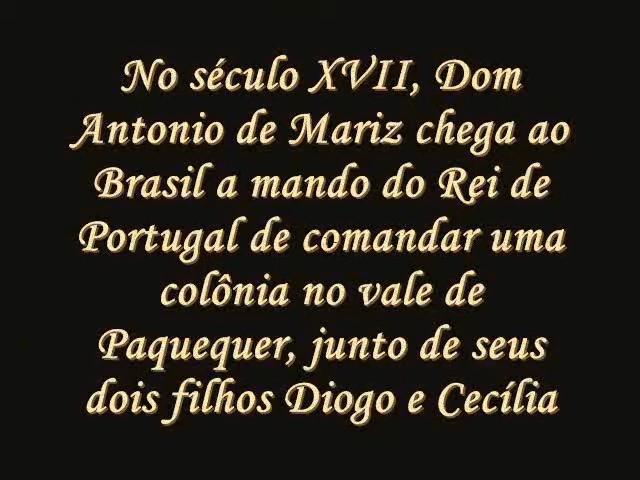 No século XVII, Dom
Antonio de Mariz chega ao
Brasil a mando do Rei de
Portugal de comandar uma
colônia no vale de
Paquequer, junto de seus
dois filhos Diogo e Cecília